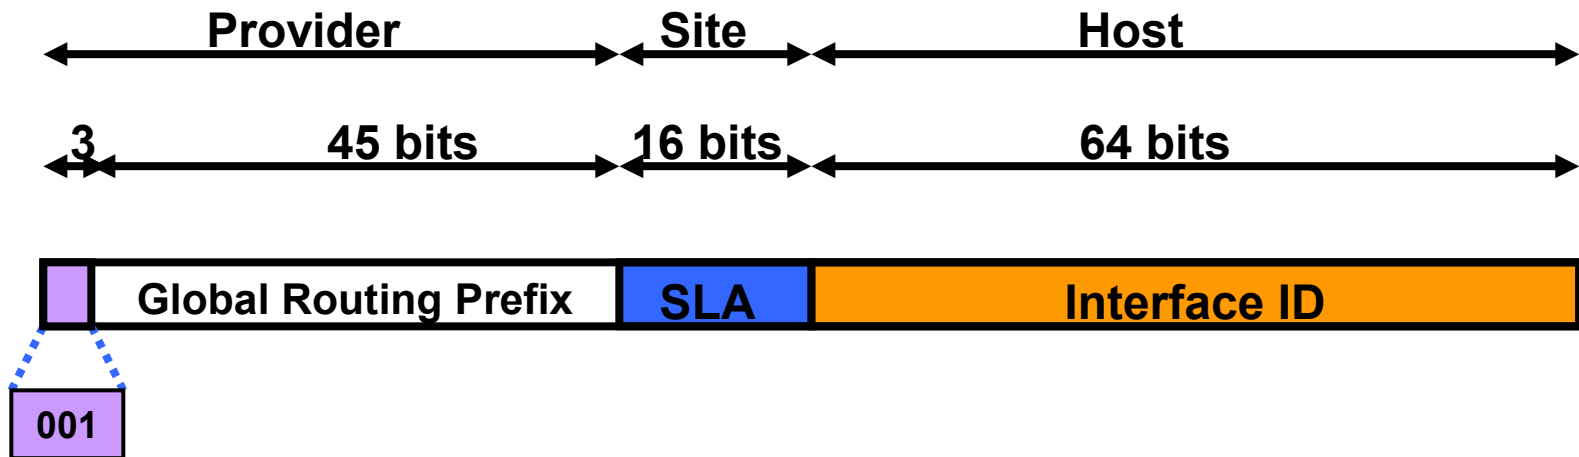 Provider Site Host
3 45 bits 16 bits 64 bits
Global Routing Prefix SLA Interface ID
001